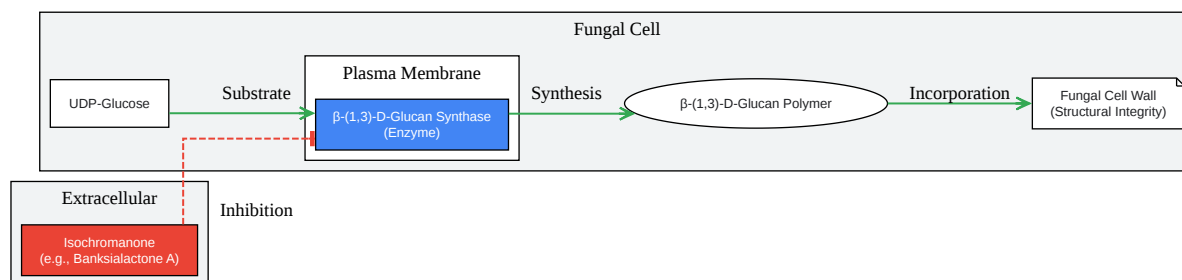 Fungal Cell
Plasma Membrane
UDP-Glucose
Substrate
β-(1,3)-D-Glucan Synthase
(Enzyme)
Synthesis
β-(1,3)-D-Glucan Polymer
Incorporation
Fungal Cell Wall
(Structural Integrity)
Extracellular
Inhibition
Isochromanone
(e.g., Banksialactone A)